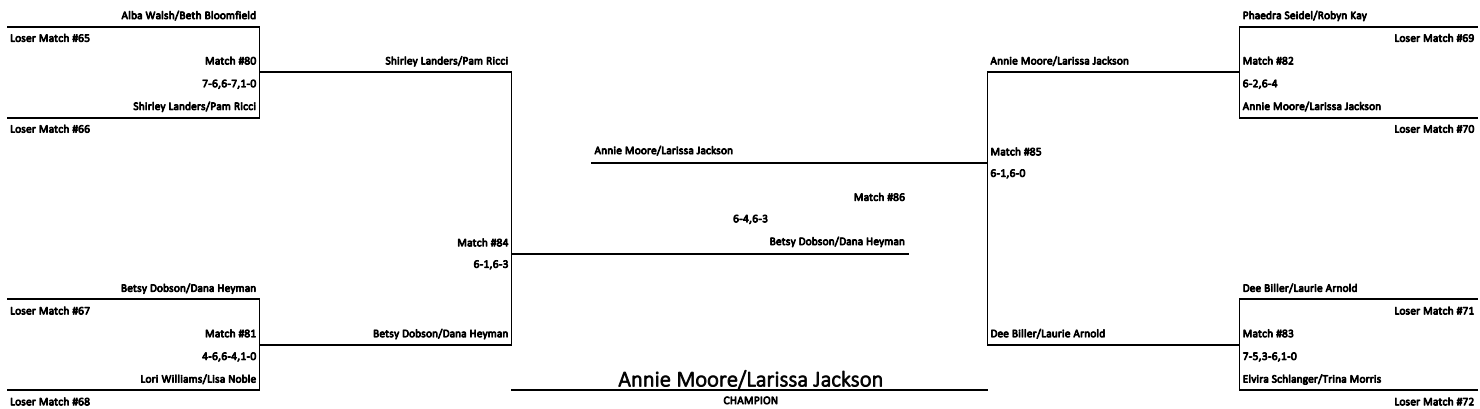 Alba Walsh/Beth Bloomfield
Loser Match #65
Match #80
7-6,6-7,1-0
Shirley Landers/Pam Ricci
Loser Match #66
Shirley Landers/Pam Ricci
Match #84
6-1,6-3
Betsy Dobson/Dana Heyman
Loser Match #67
Match #81
4-6,6-4,1-0
Lori Williams/Lisa Noble
Loser Match #68
Betsy Dobson/Dana Heyman
Annie Moore/Larissa Jackson
Match #86
6-4,6-3
Betsy Dobson/Dana Heyman
Annie Moore/Larissa Jackson
CHAMPION
Annie Moore/Larissa Jackson
Match #85
6-1,6-0
Dee Biller/Laurie Arnold
Phaedra Seidel/Robyn Kay
Loser Match #69
Match #82
6-2,6-4
Annie Moore/Larissa Jackson
Loser Match #70
Dee Biller/Laurie Arnold
Loser Match #71
Match #83
7-5,3-6,1-0
Elvira Schlanger/Trina Morris
Loser Match #72